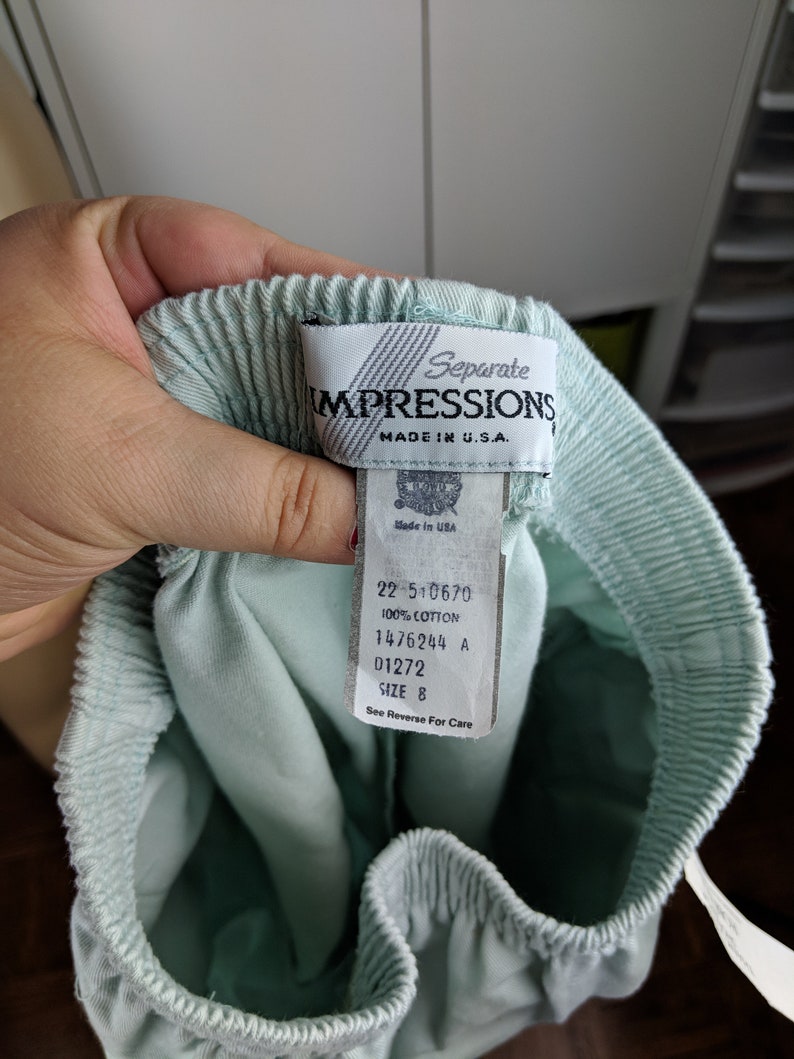 Separate
IMPRESSIONS
MADE IN U.S.A.
Made in USA
22 510670
100% COTTON
1476244 A
D1272
SIZE 8
See Reverse For Care